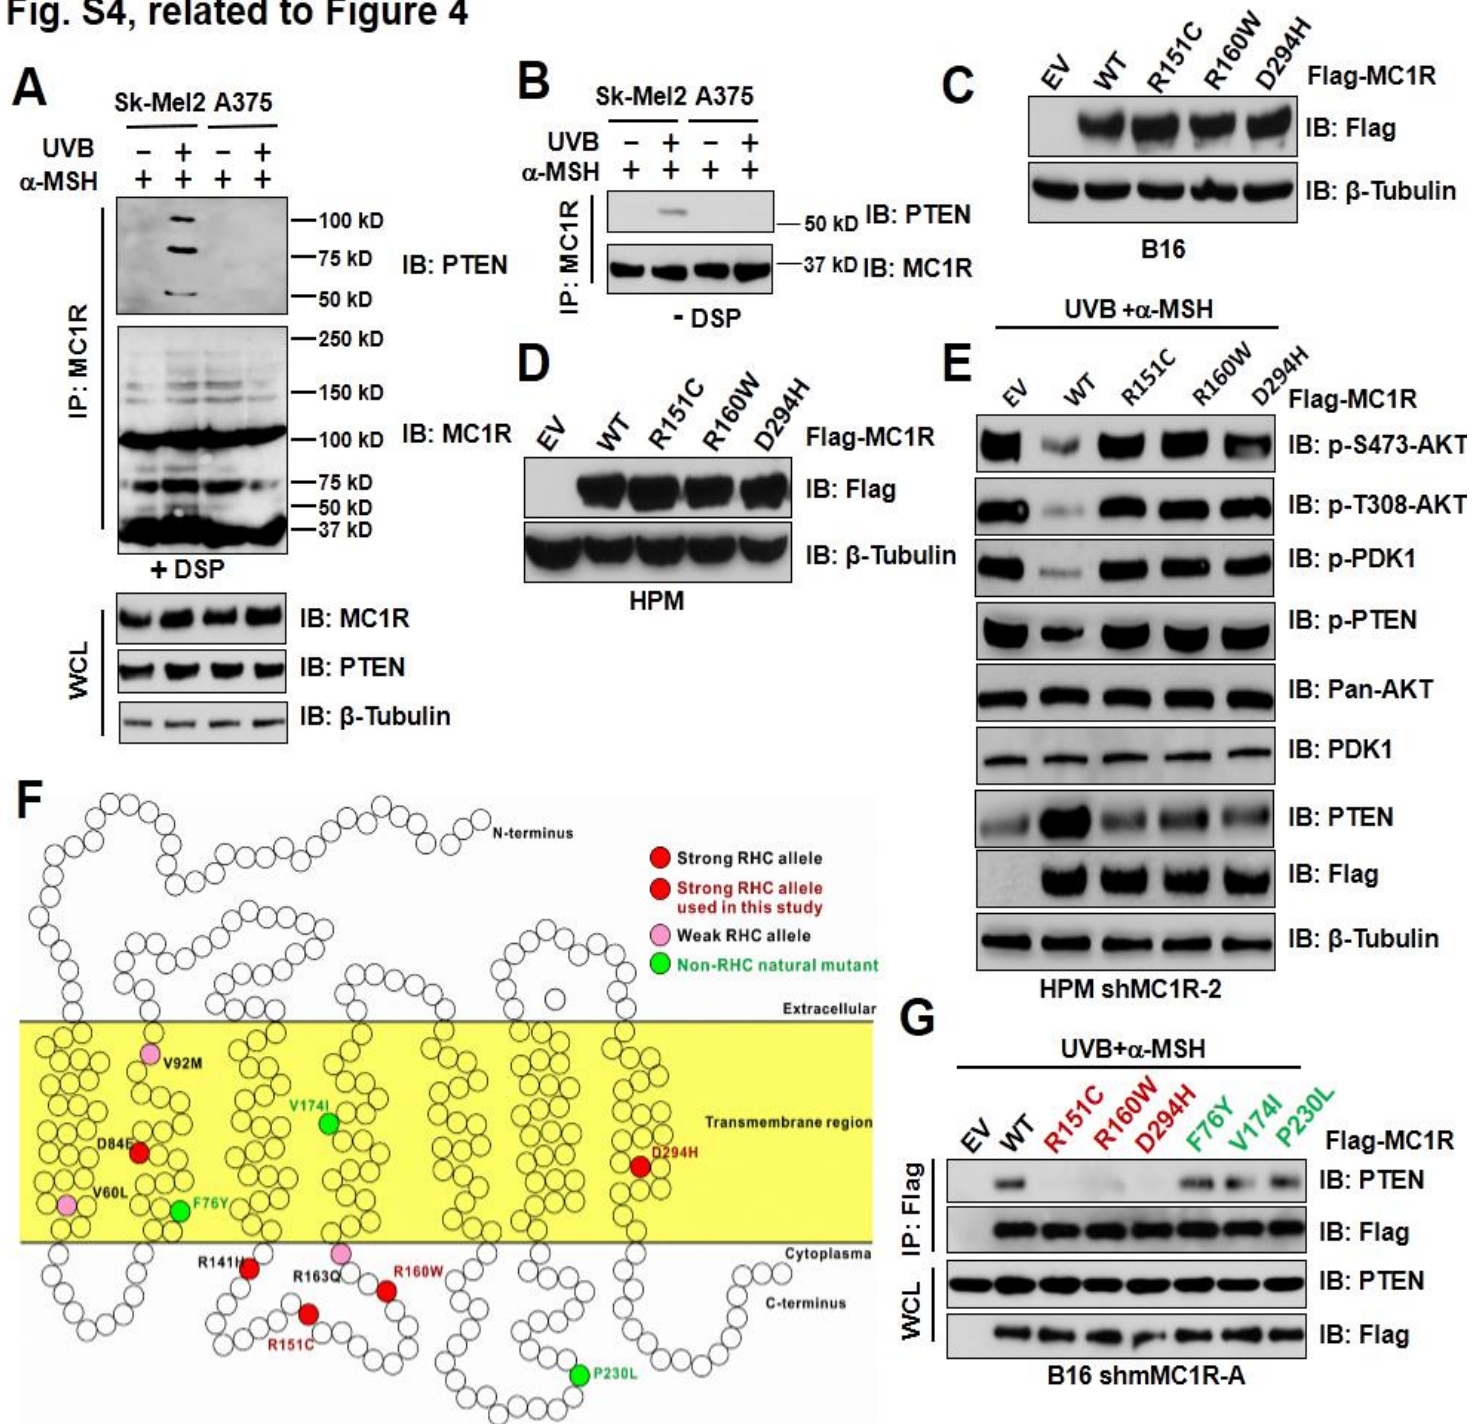 Fig. S4, related to Figure 4
A
Sk-Mel2 A375
UVB - + - +
α-MSH + + + +
IP: MC1R
100 kD
75 kD
50 kD
IB: PTEN
250 kD
150 kD
100 kD
75 kD
50 kD
37 kD
IB: MC1R
+ DSP
WCL
IB: MC1R
IB: PTEN
IB: β-Tubulin
B
Sk-Mel2 A375
UVB - + - +
α-MSH + + + +
IP: MC1R
50 kD IB: PTEN
37 kD IB: MC1R
- DSP
C
EV WT R151C R160W D294H Flag-MC1R
IB: Flag
IB: β-Tubulin
B16
D
EV WT R151C R160W D294H Flag-MC1R
IB: Flag
IB: β-Tubulin
HPM
E
UVB +α-MSH
EV WT R151C R160W D294H Flag-MC1R
IB: p-S473-AKT
IB: p-T308-AKT
IB: p-PDK1
IB: p-PTEN
IB: Pan-AKT
IB: PDK1
IB: PTEN
IB: Flag
IB: β-Tubulin
HPM shMC1R-2
F
N-terminus
Strong RHC allele
Strong RHC allele
used in this study
Weak RHC allele
Non-RHC natural mutant
Extracellular
V92M
V174I
Transmembrane region
D84E
D294H
V60L
F76Y
Cytoplasma
R141H
R163Q
R160W
C-terminus
R151C
P230L
G
UVB+α-MSH
EV WT R151C R160W D294H F76Y V174I P230L Flag-MC1R
IP: Flag
IB: PTEN
IB: Flag
WCL
IB: PTEN
IB: Flag
B16 shmMC1R-A